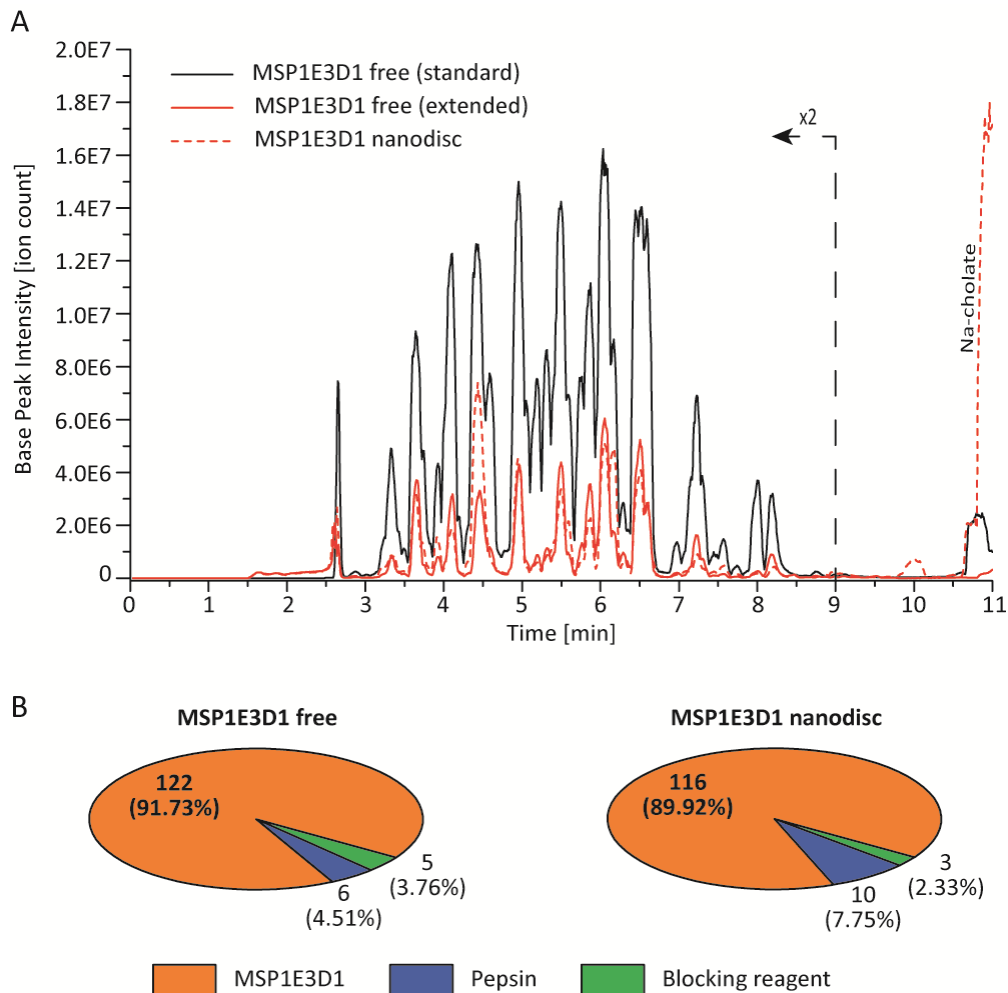 A
MSP1E3D1 free (standard)
MSP1E3D1 free (extended)
MSP1E3D1 nanodisc
x2
Base Peak Intensity [ion count]
2.0E7
1.8E7
1.6E7
1.4E7
1.2E7
1.0E7
8.0E6
6.0E6
4.0E6
2.0E6
0
Na-cholate
0 1 2 3 4 5 6 7 8 9 10 11
Time [min]
B
MSP1E3D1 free
122
(91.73%)
5
(3.76%)
6
(4.51%)
MSP1E3D1 nanodisc
116
(89.92%)
3
(2.33%)
10
(7.75%)
MSP1E3D1 Pepsin Blocking reagent